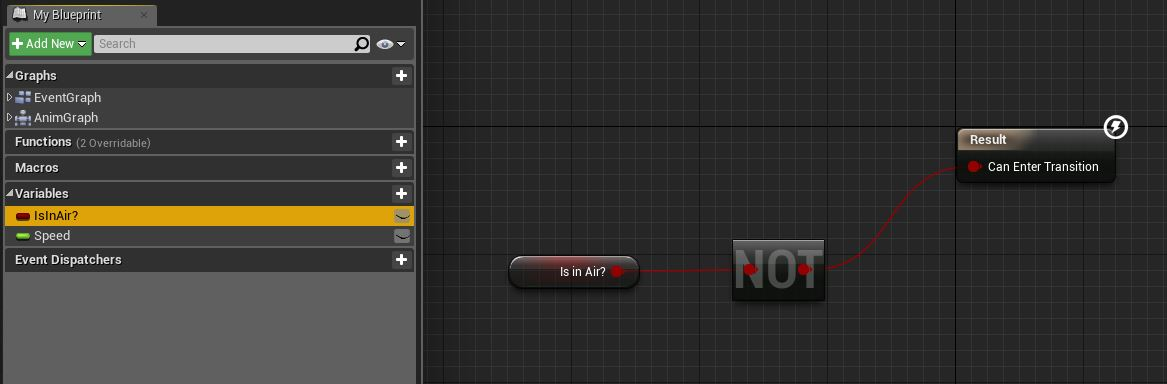 My Blueprint
Add New
Search
Graphs
EventGraph
AnimGraph
Functions (2 Overridable)
Macros
Variables
IsInAir?
Speed
Event Dispatchers
Result
Can Enter Transition
Is in Air?
NOT